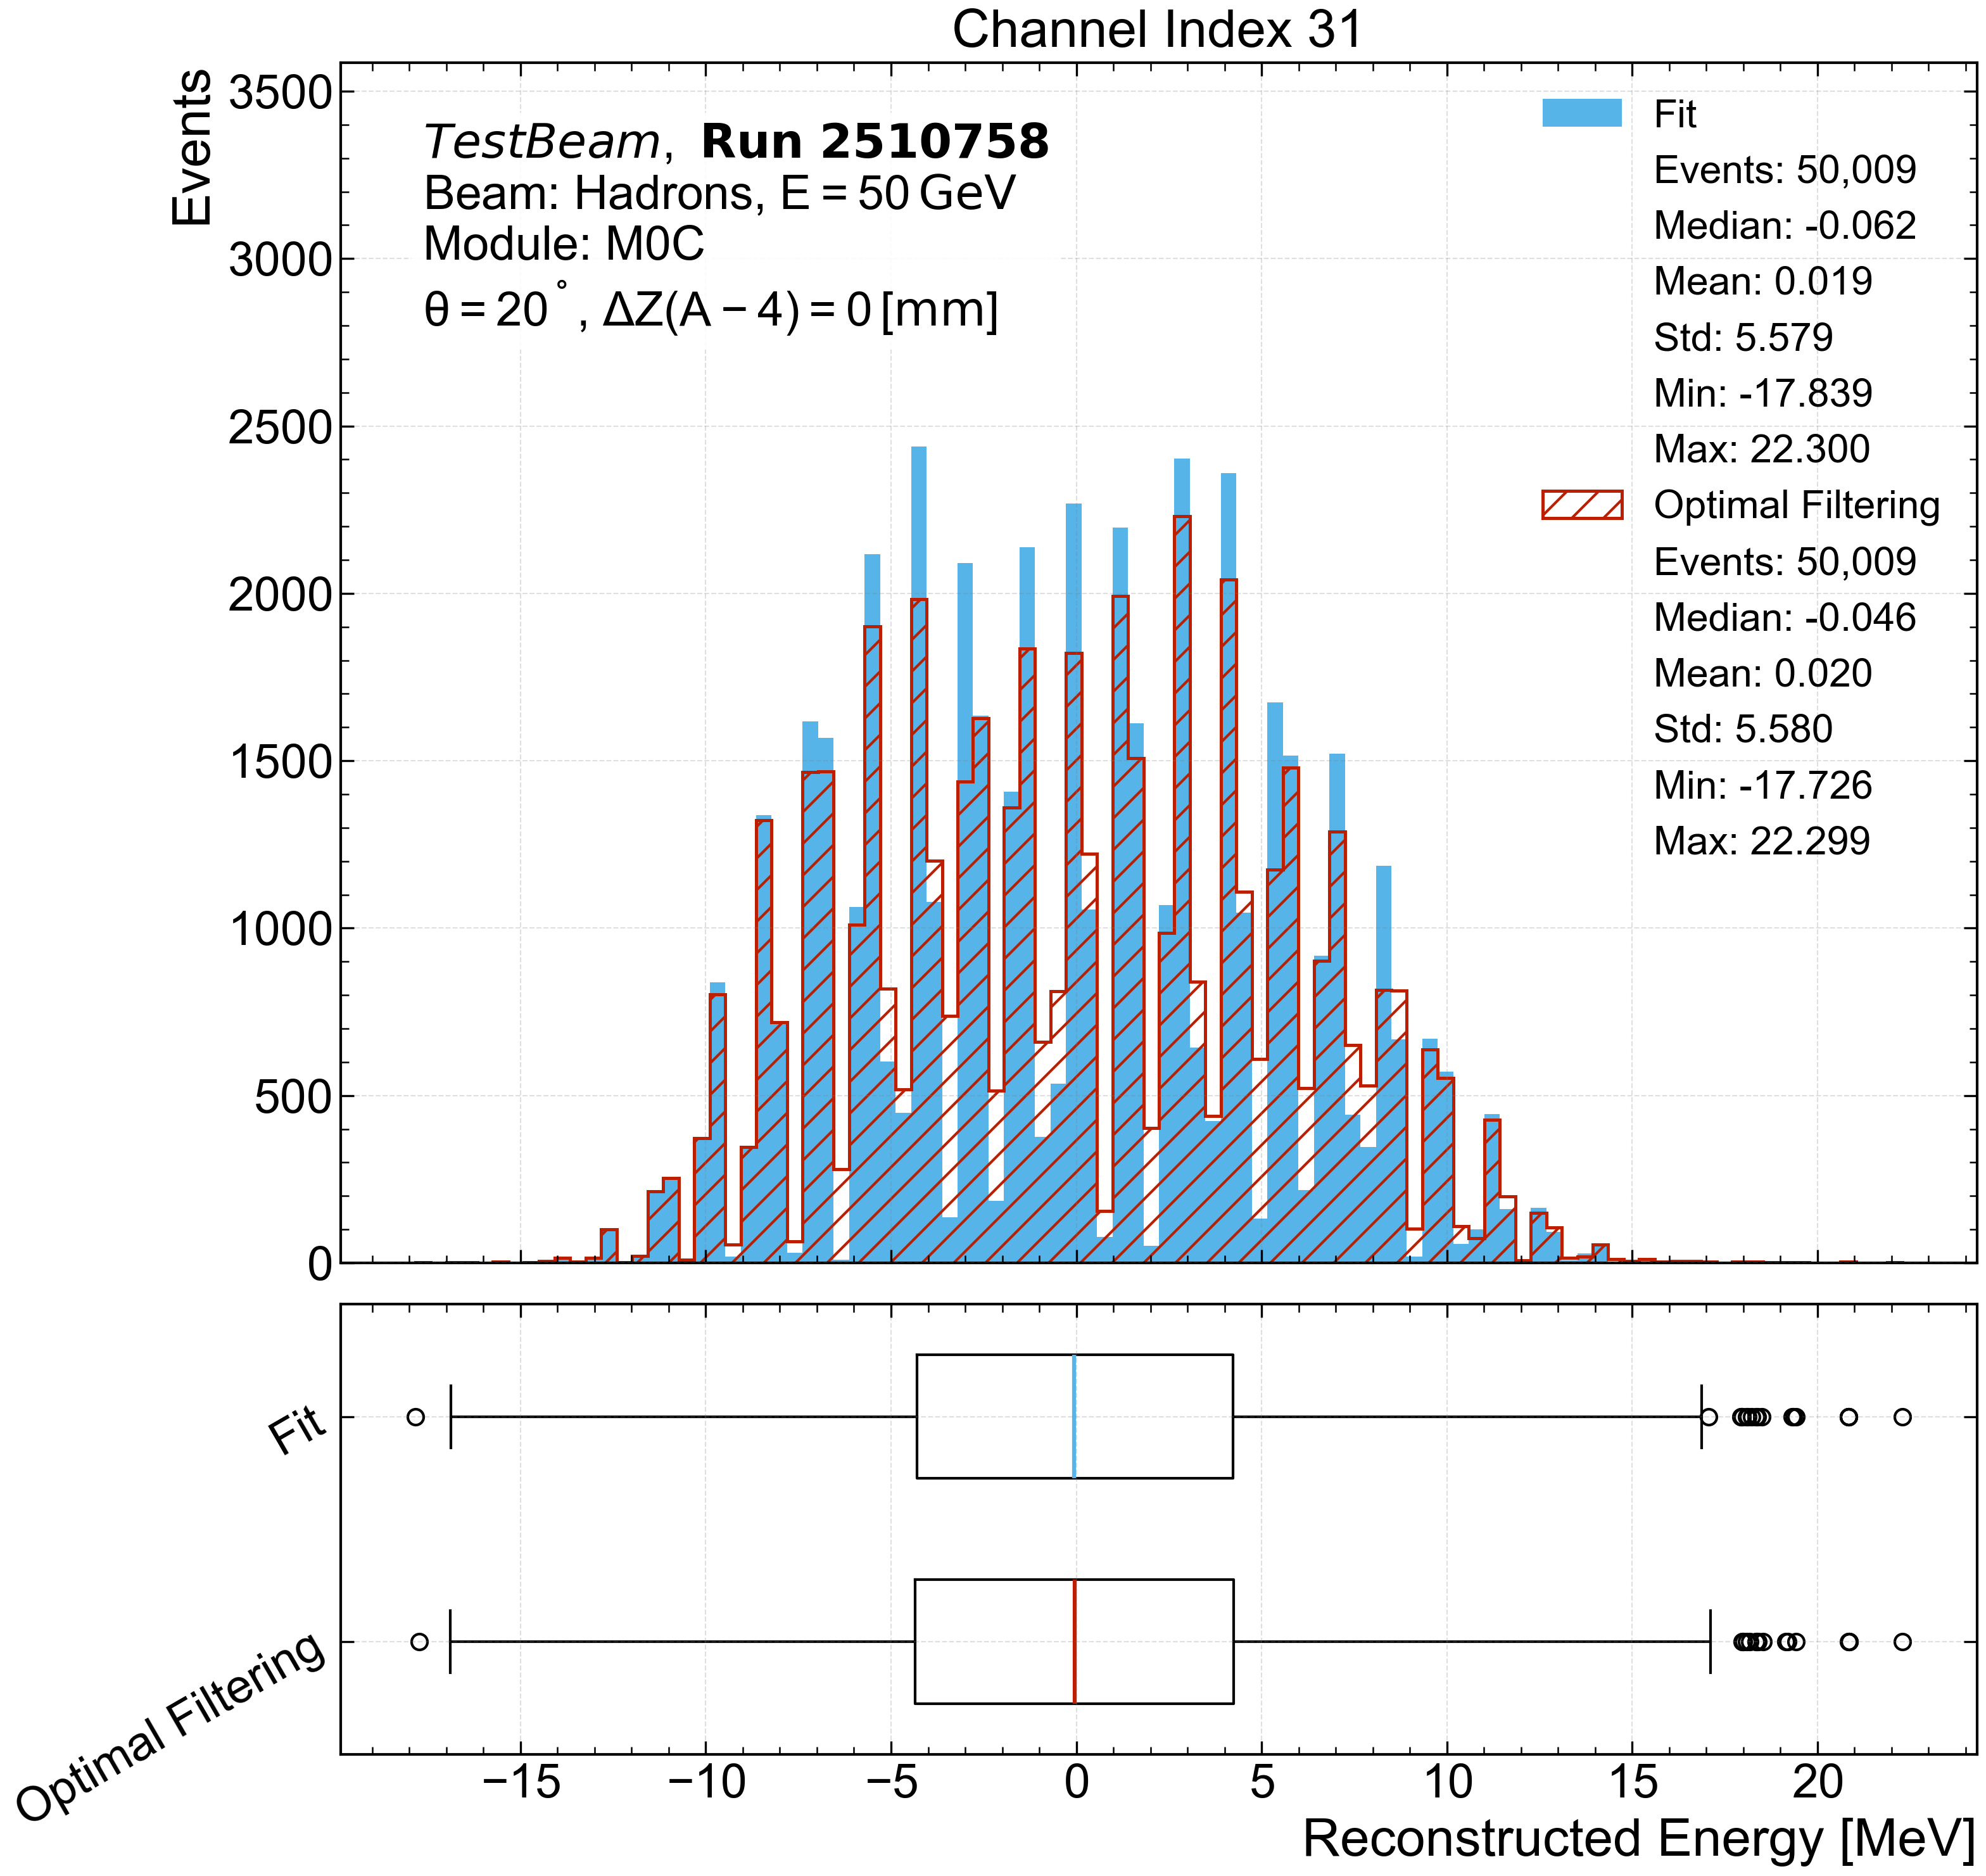 Channel Index 31
Events
3500
3000
2500
2000
1500
1000
500
0
TestBeam, Run 2510758
Beam: Hadrons, E = 50 GeV
Module: M0C
θ = 20°, ΔZ(A − 4) = 0 [mm]
Fit
Events: 50,009
Median: -0.062
Mean: 0.019
Std: 5.579
Min: -17.839
Max: 22.300
Optimal Filtering
Events: 50,009
Median: -0.046
Mean: 0.020
Std: 5.580
Min: -17.726
Max: 22.299
Fit
Optimal Filtering
−15 −10 −5 0 5 10 15 20
Reconstructed Energy [MeV]